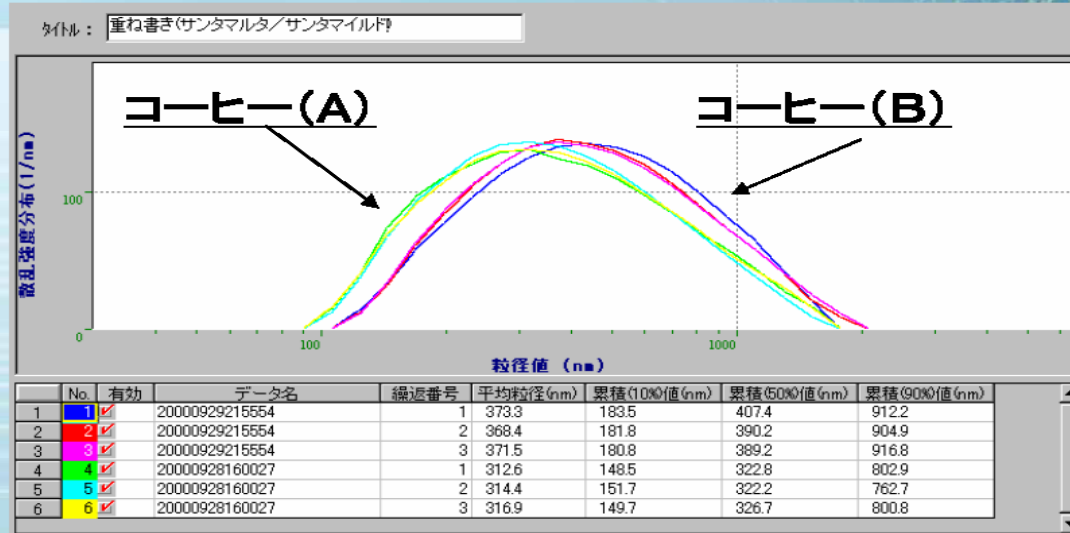 タイトル： 重ね書き(サンタマルタ／サンタマイルド)
コーヒー(A) コーヒー(B)
散乱強度分布(1/nm)
100
0
100 1000
粒径値 (nm)
No. 有効 データ名 繰返番号 平均粒径(nm) 累積(10%)値(nm) 累積(50%)値(nm) 累積(90%)値(nm)
1 1 20000929215554 1 373.3 183.5 407.4 912.2
2 2 20000929215554 2 368.4 181.8 390.2 904.9
3 3 20000929215554 3 371.5 180.8 389.2 916.8
4 4 20000928160027 1 312.6 148.5 322.8 802.9
5 5 20000928160027 2 314.4 151.7 322.2 762.7
6 6 20000928160027 3 316.9 149.7 326.7 800.8